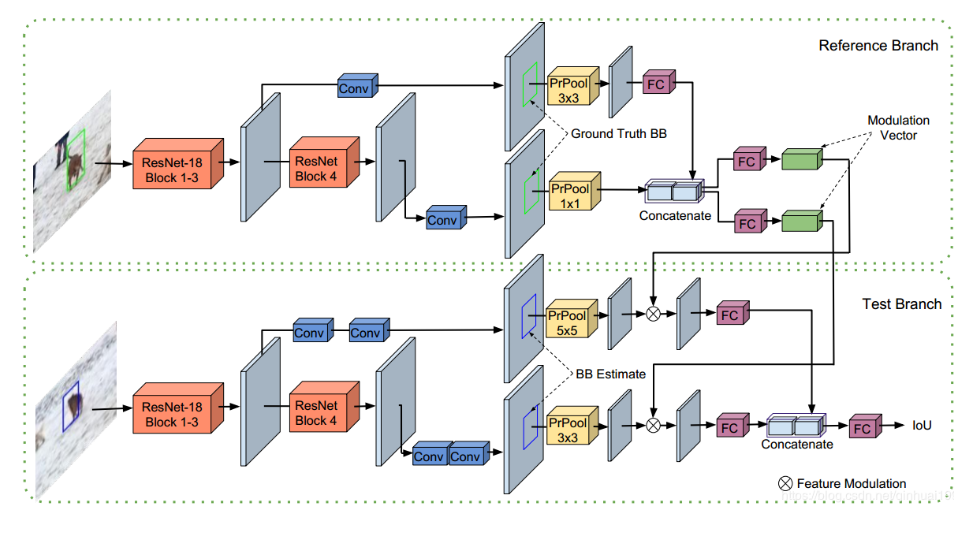 Reference Branch
Conv
PrPool
3x3
FC
Ground Truth BB
Modulation
Vector
ResNet-18
Block 1-3
ResNet
Block 4
Conv
PrPool
1x1
Concatenate
FC
FC
Test Branch
Conv
Conv
PrPool
5x5
FC
BB Estimate
ResNet-18
Block 1-3
ResNet
Block 4
Conv
Conv
PrPool
3x3
FC
Concatenate
FC
IoU
Feature Modulation